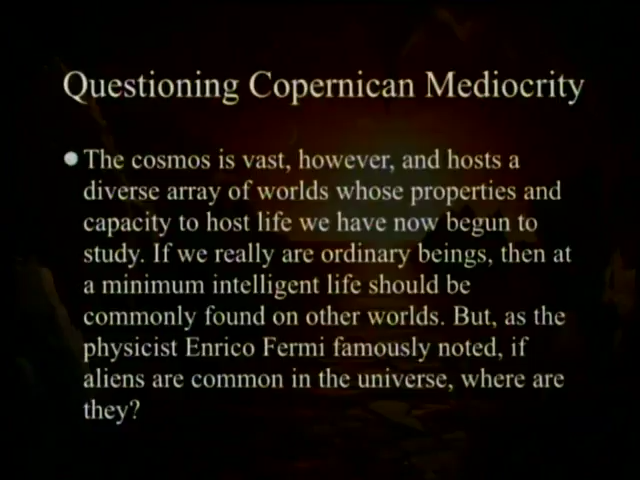 Questioning Copernican Mediocrity
The cosmos is vast, however, and hosts a
diverse array of worlds whose properties and
capacity to host life we have now begun to
study. If we really are ordinary beings, then at
a minimum intelligent life should be
commonly found on other worlds. But, as the
physicist Enrico Fermi famously noted, if
aliens are common in the universe, where are
they?